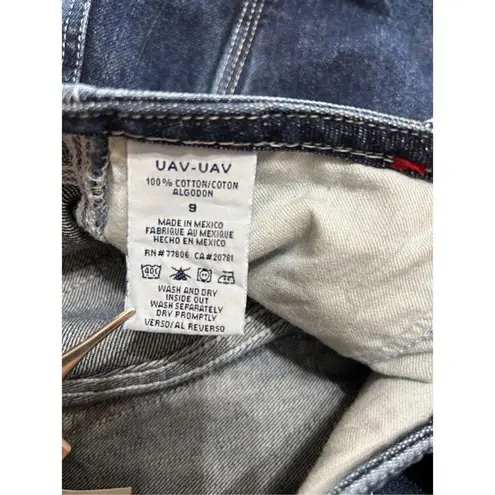 UAV-UAV
100% COTTON/COTON
ALGODON
9
MADE IN MEXICO
FABRIQUE AU MEXIQUE
HECHO EN MEXICO
RN#77806 CA#20781
WASH AND DRY
INSIDE OUT
WASH SEPARATELY
DRY PROMPTLY
VERSO/AL REVERSO